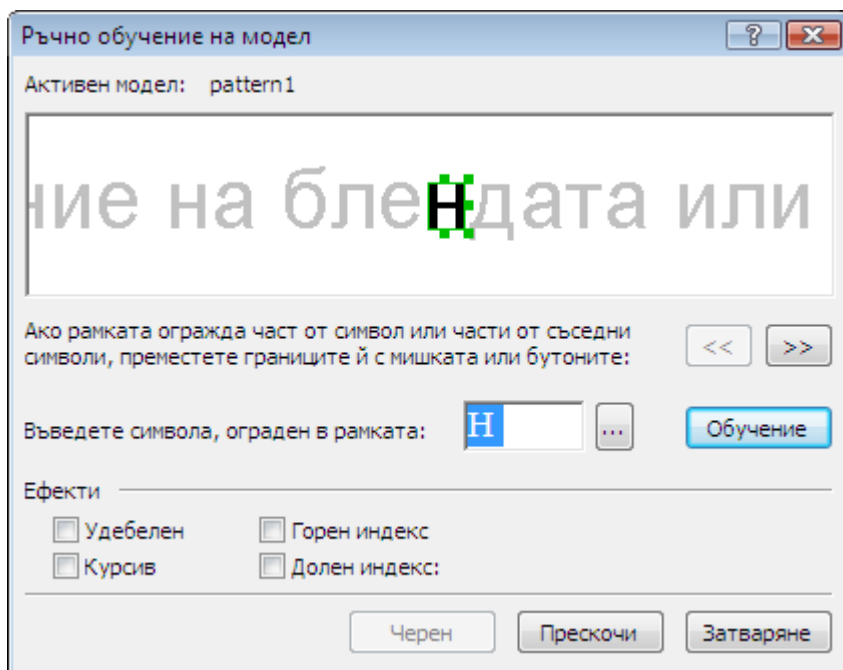 Ръчно обучение на модел
Активен модел: pattern1
ние на блендата или
Ако рамката огражда част от символ или части от съседни
символи, преместете границите й с мишката или бутоните:
<< >>
Въведете символа, ограден в рамката: н ... Обучение
Ефекти
Удебелен Горен индекс
Курсив Долен индекс:
Черен Прескочи Затваряне